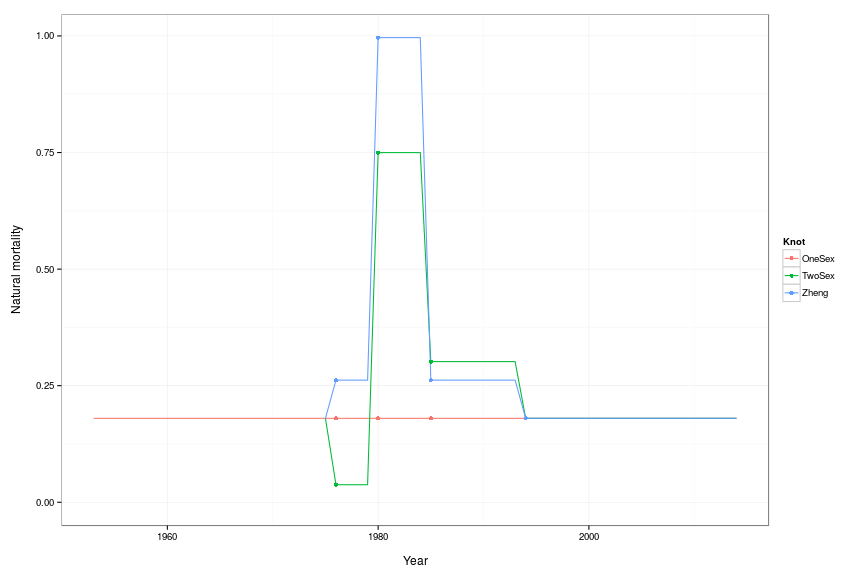 1.00
0.75
0.50
0.25
0.00
Natural mortality
1960
1980
2000
Year
Knot
OneSex
TwoSex
Zheng